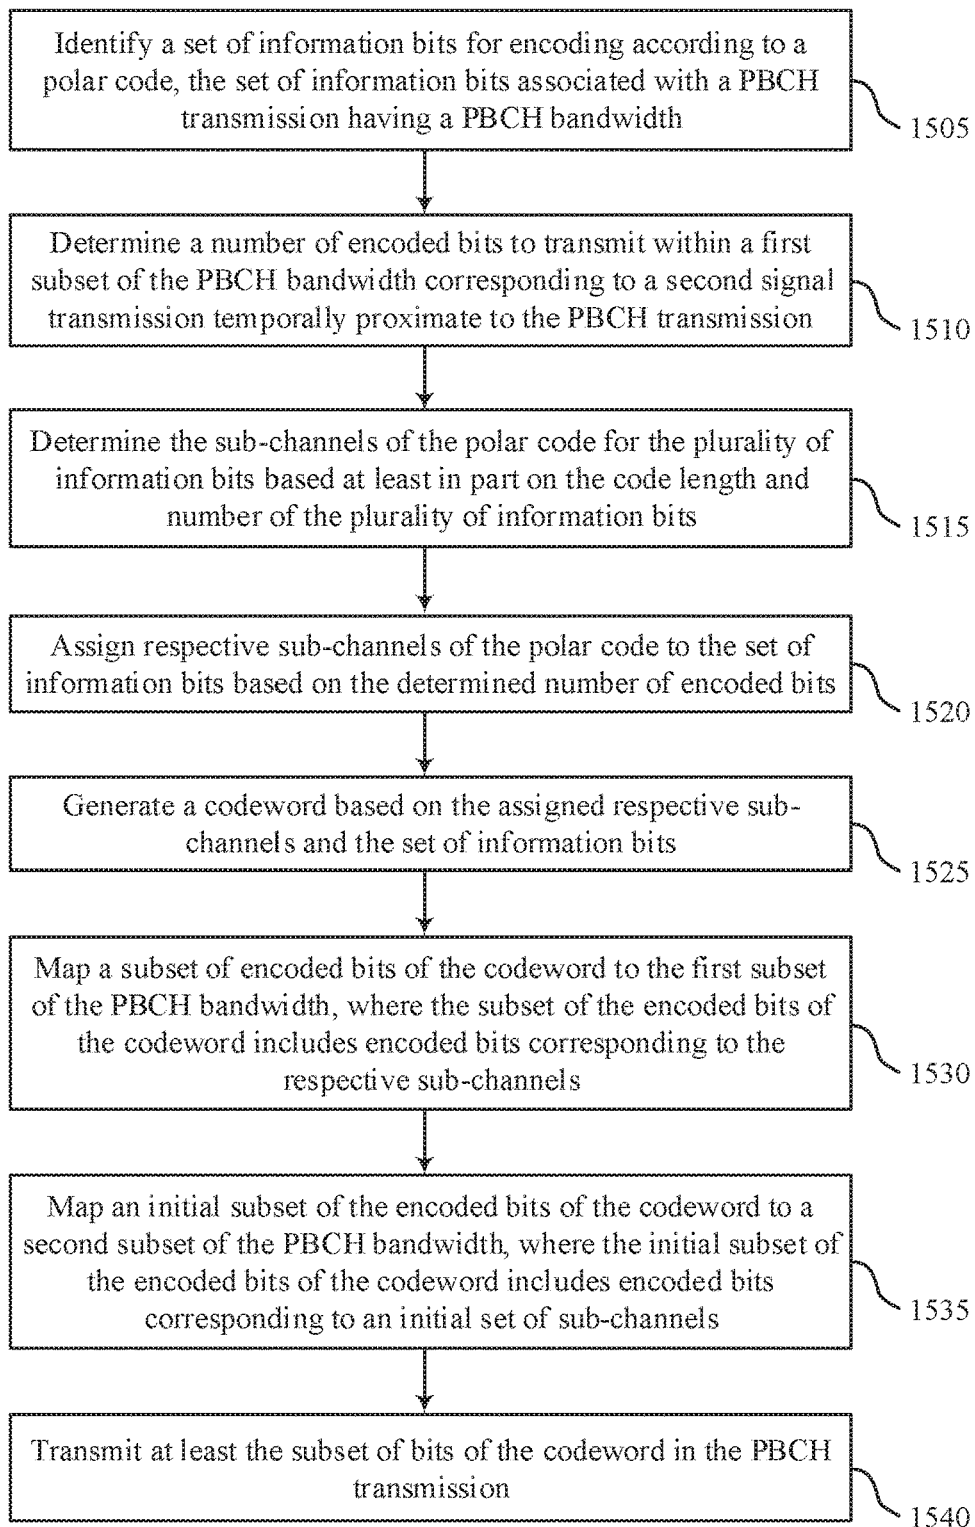 Identify a set of information bits for encoding according to a
polar code, the set of information bits associated with a PBCH
transmission having a PBCH bandwidth
1505
Determine a number of encoded bits to transmit within a first
subset of the PBCH bandwidth corresponding to a second signal
transmission temporally proximate to the PBCH transmission
1510
Determine the sub-channels of the polar code for the plurality of
information bits based at least in part on the code length and
number of the plurality of information bits
1515
Assign respective sub-channels of the polar code to the set of
information bits based on the determined number of encoded bits
1520
Generate a codeword based on the assigned respective sub-
channels and the set of information bits
1525
Map a subset of encoded bits of the codeword to the first subset
of the PBCH bandwidth, where the subset of the encoded bits of
the codeword includes encoded bits corresponding to the
respective sub-channels
1530
Map an initial subset of the encoded bits of the codeword to a
second subset of the PBCH bandwidth, where the initial subset of
the encoded bits of the codeword includes encoded bits
corresponding to an initial set of sub-channels
1535
Transmit at least the subset of bits of the codeword in the PBCH
transmission
1540